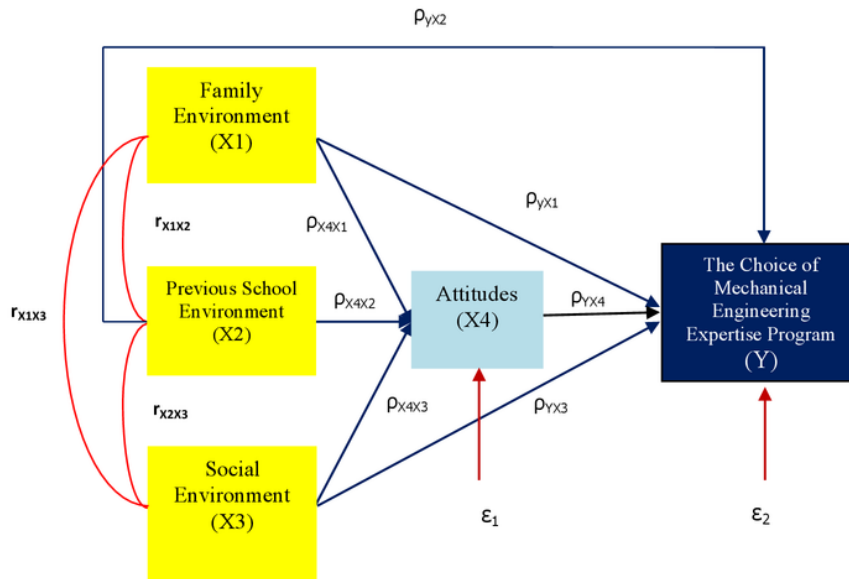 ρyX2
Family
Environment
(X1)
rX1X2
ρX4X1
ρyX1
Previous School
Environment
(X2)
ρX4X2
Attitudes
(X4)
ρYX4
The Choice of
Mechanical
Engineering
Expertise Program
(Y)
rX1X3
rX2X3
ρX4X3
ρYX3
Social
Environment
(X3)
ε1
ε2